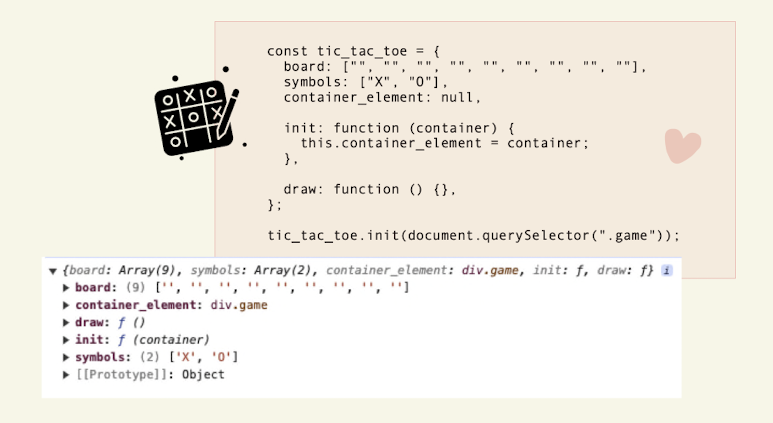 const tic_tac_toe = {
board: ["", "", "", "", "", "", "", "", ""],
symbols: ["X", "O"],
container_element: null,
init: function (container) {
this.container_element = container;
},
draw: function () {},
};
tic_tac_toe.init(document.querySelector(".game"));
▼ {board: Array(9), symbols: Array(2), container_element: div.game, init: ƒ, draw: ƒ} i
▶ board: (9) ['', '', '', '', '', '', '', '', '']
▶ container_element: div.game
▶ draw: ƒ ()
▶ init: ƒ (container)
▶ symbols: (2) ['X', 'O']
▶ [[Prototype]]: Object
O X O
X O X
O